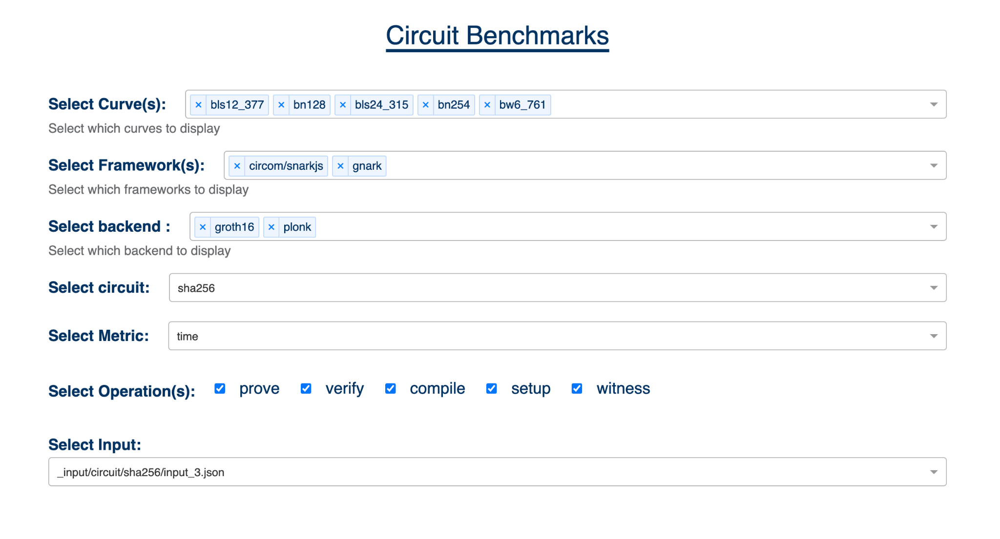 Circuit Benchmarks
Select Curve(s): × bls12_377 × bn128 × bls24_315 × bn254 × bw6_761
Select which curves to display
Select Framework(s): × circom/snarkjs × gnark
Select which frameworks to display
Select backend : × groth16 × plonk
Select which backend to display
Select circuit: sha256
Select Metric: time
Select Operation(s): prove verify compile setup witness
Select Input:
_input/circuit/sha256/input_3.json